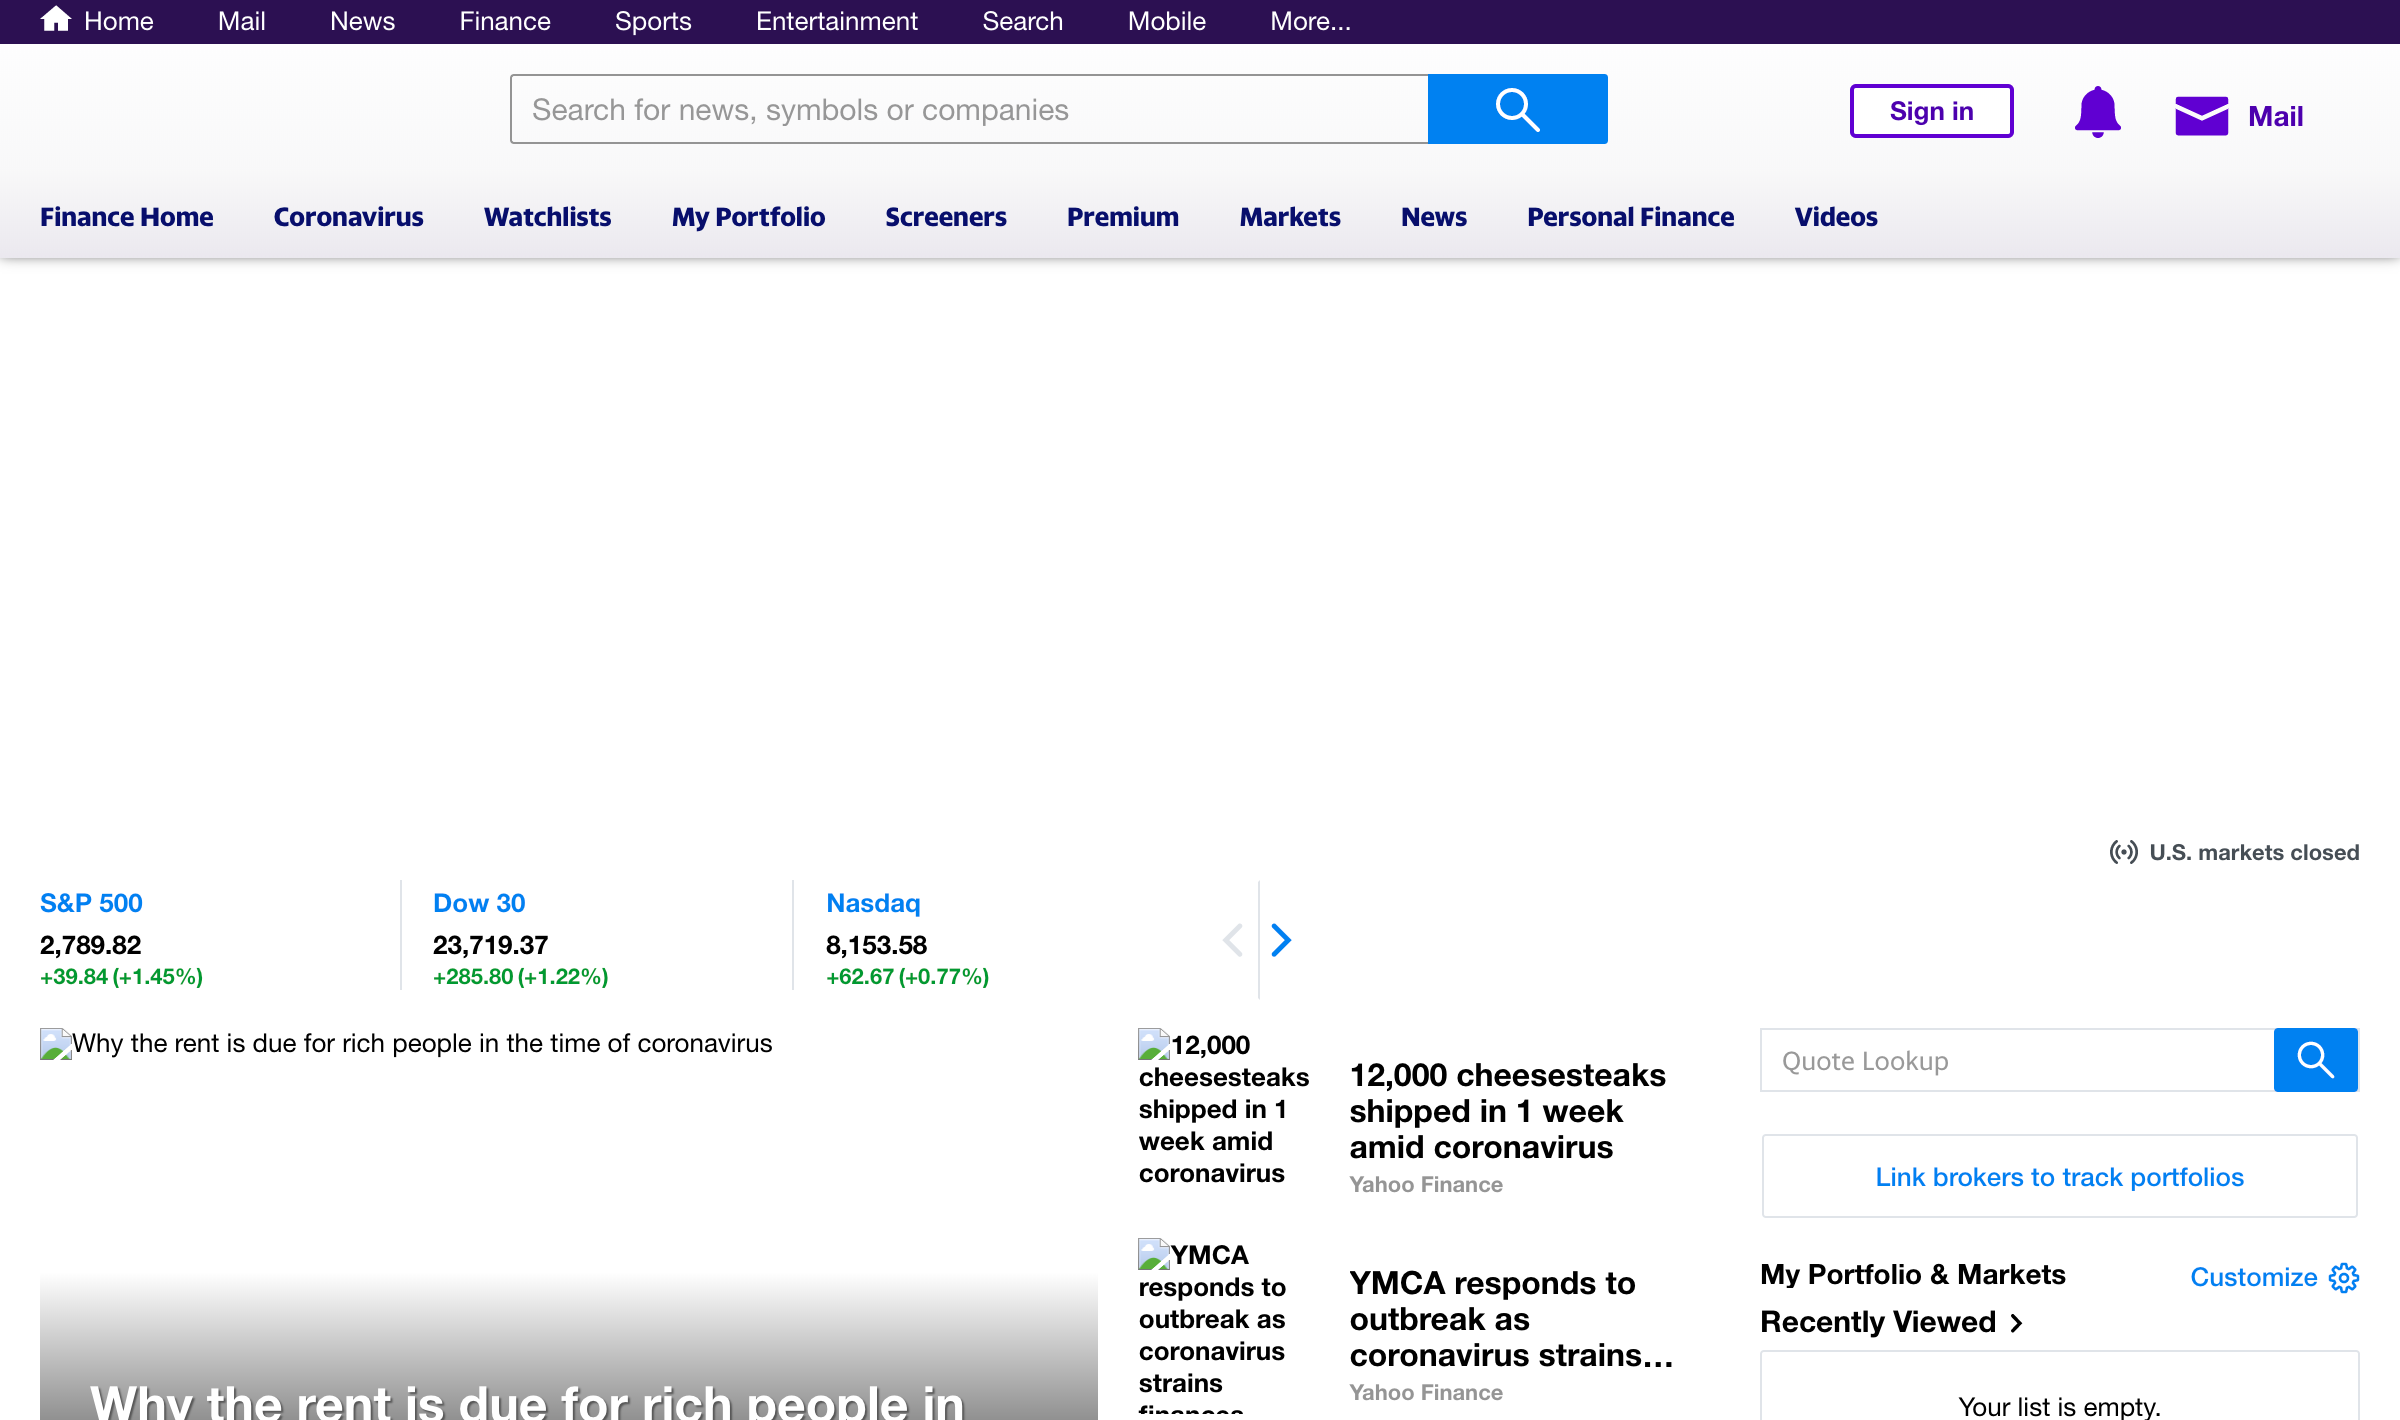 Home Mail News Finance Sports Entertainment Search Mobile More...
Search for news, symbols or companies
Sign in
Mail
Finance Home Coronavirus Watchlists My Portfolio Screeners Premium Markets News Personal Finance Videos
U.S. markets closed
S&P 500
2,789.82
+39.84 (+1.45%)
Dow 30
23,719.37
+285.80 (+1.22%)
Nasdaq
8,153.58
+62.67 (+0.77%)
Why the rent is due for rich people in the time of coronavirus
Why the rent is due for rich people in
12,000
cheesesteaks
shipped in 1
week amid
coronavirus
12,000 cheesesteaks
shipped in 1 week
amid coronavirus
Yahoo Finance
YMCA
responds to
outbreak as
coronavirus
strains
finances
YMCA responds to
outbreak as
coronavirus strains...
Yahoo Finance
Quote Lookup
Link brokers to track portfolios
My Portfolio & Markets
Customize
Recently Viewed
Your list is empty.